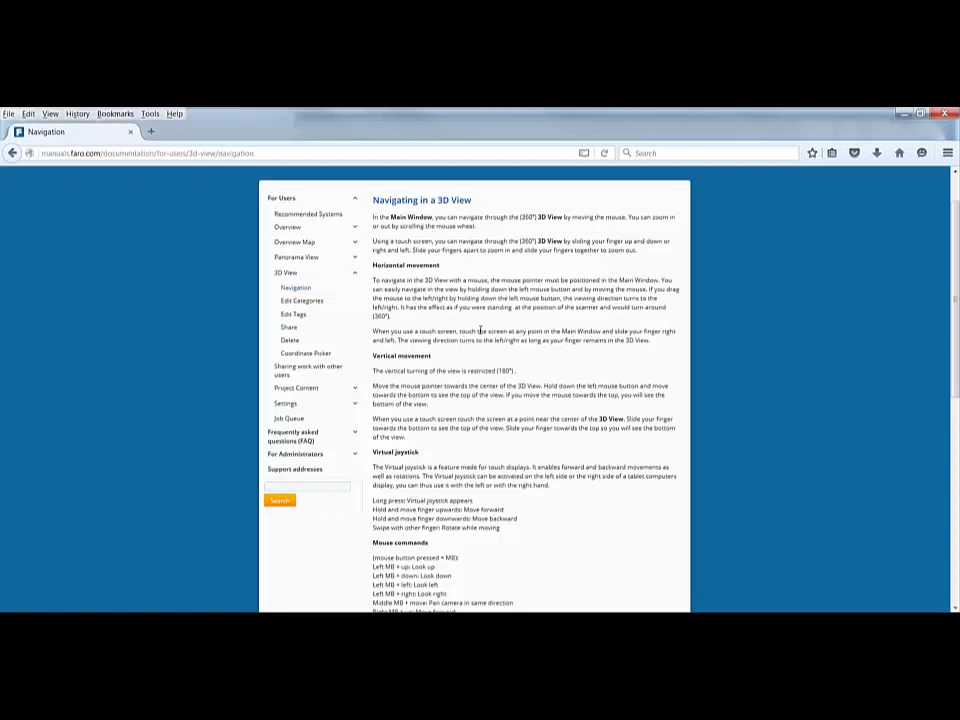 File Edit View History Bookmarks Tools Help
Navigation
manuals.faro.com/documentation/for-users/3d-view/navigation
Search
For Users
Recommended Systems
Overview
Overview Map
Panorama View
3D View
Navigation
Edit Categories
Edit Tags
Share
Delete
Coordinate Picker
Sharing work with other
users
Project Content
Settings
Job Queue
Frequently asked
questions (FAQ)
For Administrators
Support addresses
Search
Navigating in a 3D View
In the Main Window, you can navigate through the (360°) 3D View by moving the mouse. You can zoom in
or out by scrolling the mouse wheel.
Using a touch screen, you can navigate through the (360°) 3D View by sliding your finger up and down or
right and left. Slide your fingers apart to zoom in and slide your fingers together to zoom out.
Horizontal movement
To navigate in the 3D View with a mouse, the mouse pointer must be positioned in the Main Window. You
can easily navigate in the view by holding down the left mouse button and by moving the mouse. If you drag
the mouse to the left/right by holding down the left mouse button, the viewing direction turns to the
left/right. It has the effect as if you were standing at the position of the scanner and would turn around
(360°).
When you use a touch screen, touch the screen at any point in the Main Window and slide your finger right
and left. The viewing direction turns to the left/right as long as your finger remains in the 3D View.
Vertical movement
The vertical turning of the view is restricted (180°) .
Move the mouse pointer towards the center of the 3D View. Hold down the left mouse button and move
towards the bottom to see the top of the view. If you move the mouse towards the top, you will see the
bottom of the view.
When you use a touch screen touch the screen at a point near the center of the 3D View. Slide your finger
towards the bottom to see the top of the view. Slide your finger towards the top so you will see the bottom
of the view.
Virtual joystick
The Virtual joystick is a feature made for touch displays. It enables forward and backward movements as
well as rotations. The Virtual joystick can be activated on the left side or the right side of a tablet computers
display, you can thus use it with the left or with the right hand.
Long press: Virtual joystick appears
Hold and move finger upwards: Move forward
Hold and move finger downwards: Move backward
Swipe with other finger: Rotate while moving
Mouse commands
(mouse button pressed = MB):
Left MB + up: Look up
Left MB + down: Look down
Left MB + left: Look left
Left MB + right: Look right
Middle MB + move: Pan camera in same direction